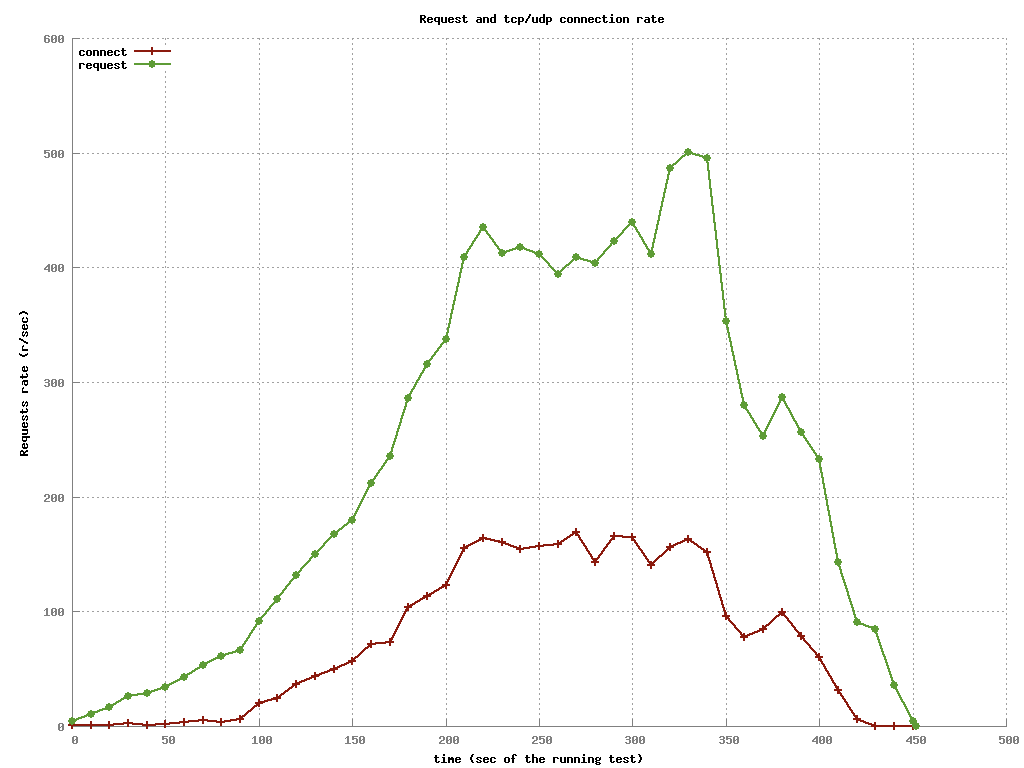 Request and tcp/udp connection rate
600
connect
request
500
400
Requests rate (r/sec)
300
200
100
0
0 50 100 150 200 250 300 350 400 450 500
time (sec of the running test)